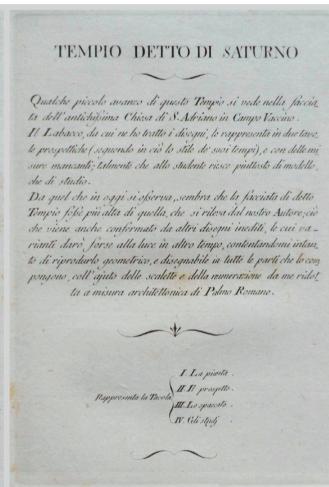 TEMPIO DETTO DI SATURNO
Qualche piccolo avanzo di questo Tempio si vede nella faccia=
ta dell'antichissima Chiesa di S. Adriano in Campo Vaccino.
Il Labacco, da cui ne ho tratto i disegni, lo rappresenta in due tavo.
le prospettiche (seguendo in ciò lo stile de' suoi tempi), e con delle mi
sure mancanti; talmente che allo studente riesce piuttosto di modello,
che di studio.
Da quel che in oggi si osserva, sembra che la facciata di detto
Tempio fosse più alta di quella, che si rileva dal nostro Autore; ciò
che viene anche confermato da altri disegni inediti, le cui va=
rianti darò, forse alla luce in altro tempo, contentandomi intan,
to di riprodurlo geometrico, e disegnabile in tutte le parti che lo com
pongono, coll'ajuto delle scalette e della numerazione da me ridot,
ta a misura architettonica di Palmo Romano.
Rappresenta la Tavola
I. La pianta.
II. Il prospetto.
III. Lo spaccato.
IV. Gli studj